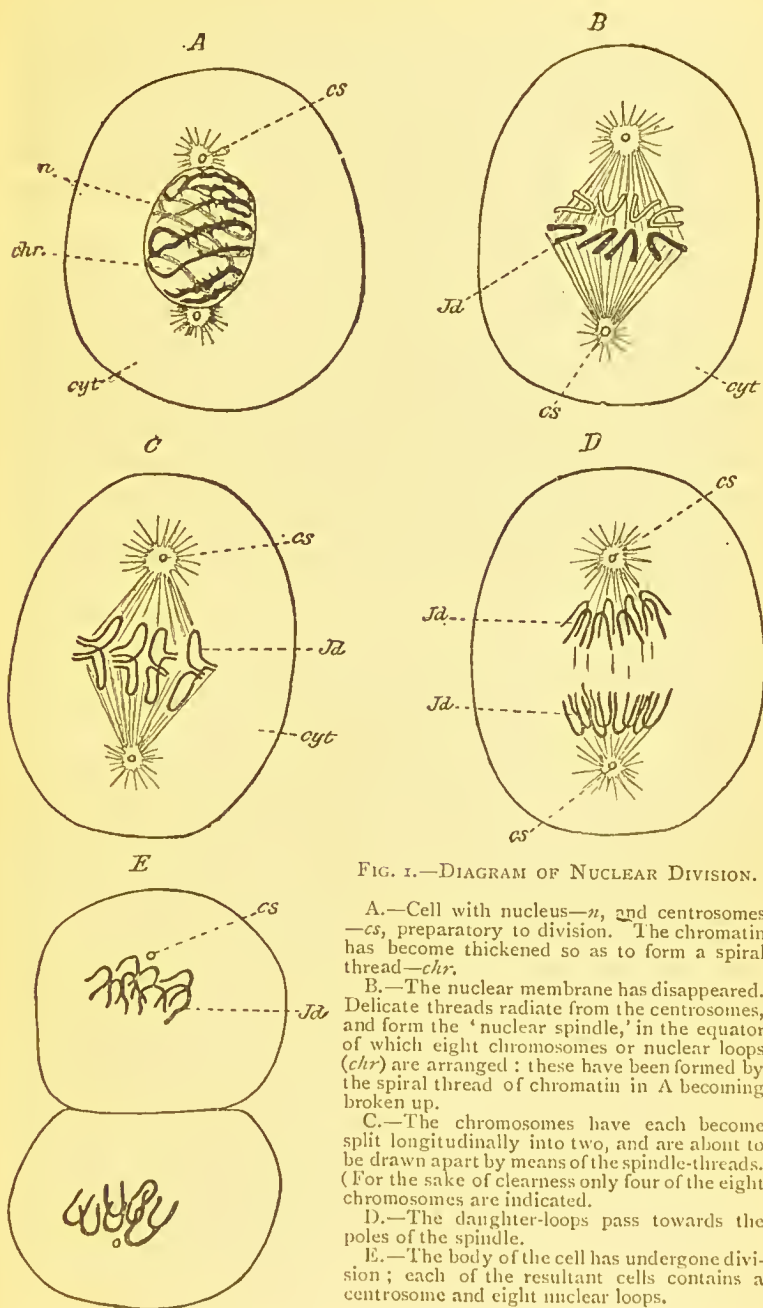 A
B
cs
n
chr.
cyt
Jd
cs
cyt
C
D
cs
cs
Jd
Jd
Jd
cyt
cs
E
cs
Jd
FIG. 1.—DIAGRAM OF NUCLEAR DIVISION.
A.—Cell with nucleus—n, and centrosomes
—cs, preparatory to division. The chromatin
has become thickened so as to form a spiral
thread—chr.
B.—The nuclear membrane has disappeared.
Delicate threads radiate from the centrosomes,
and form the ‘nuclear spindle,’ in the equator
of which eight chromosomes or nuclear loops
(chr) are arranged : these have been formed by
the spiral thread of chromatin in A becoming
broken up.
C.—The chromosomes have each become
split longitudinally into two, and are about to
be drawn apart by means of the spindle-threads.
(For the sake of clearness only four of the eight
chromosomes are indicated.
D.—The daughter-loops pass towards the
poles of the spindle.
E.—The body of the cell has undergone divi-
sion ; each of the resultant cells contains a
centrosome and eight nuclear loops.